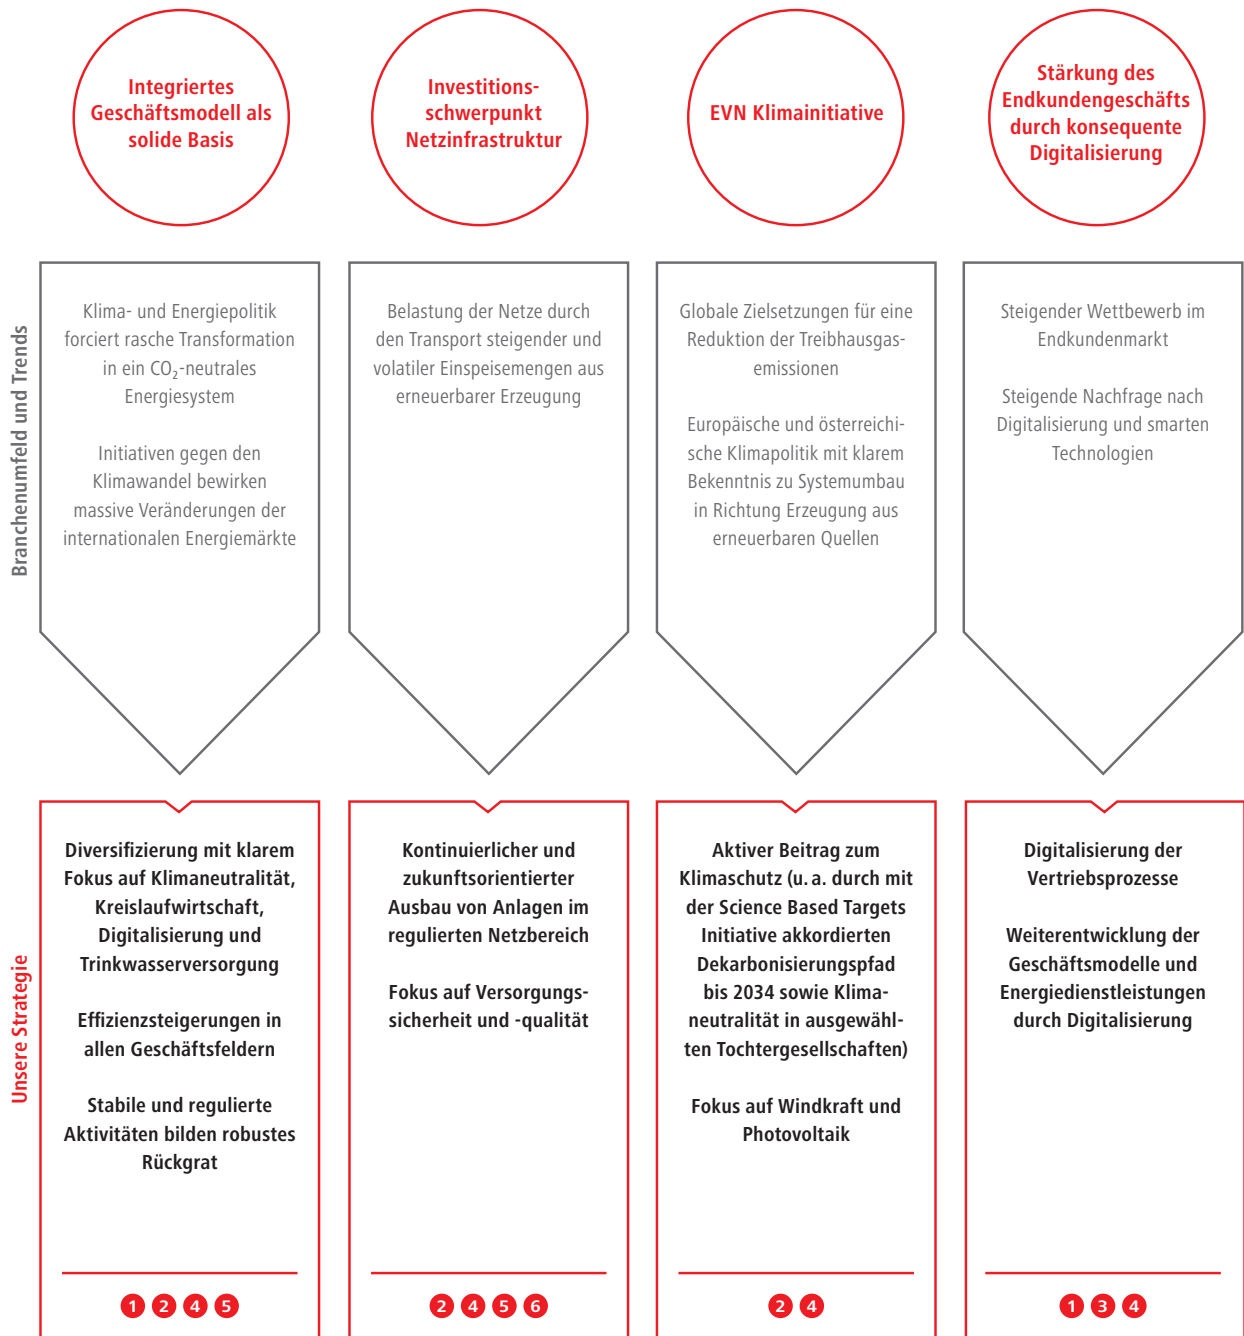 Integriertes
Geschäftsmodell als
solide Basis
Investitions-
schwerpunkt
Netzinfrastruktur
EVN Klimainitiative
Stärkung des
Endkundengeschäfts
durch konsequente
Digitalisierung
Branchenumfeld und Trends
Klima- und Energiepolitik
forciert rasche Transformation
in ein CO₂-neutrales
Energiesystem
Initiativen gegen den
Klimawandel bewirken
massive Veränderungen der
internationalen Energiemärkte
Belastung der Netze durch
den Transport steigender und
volatiler Einspeisemengen aus
erneuerbarer Erzeugung
Globale Zielsetzungen für eine
Reduktion der Treibhausgas-
emissionen
Europäische und österreichi-
sche Klimapolitik mit klarem
Bekenntnis zu Systemumbau
in Richtung Erzeugung aus
erneuerbaren Quellen
Steigender Wettbewerb im
Endkundenmarkt
Steigende Nachfrage nach
Digitalisierung und smarten
Technologien
Unsere Strategie
Diversifizierung mit klarem
Fokus auf Klimaneutralität,
Kreislaufwirtschaft,
Digitalisierung und
Trinkwasserversorgung
Effizienzsteigerungen in
allen Geschäftsfeldern
Stabile und regulierte
Aktivitäten bilden robustes
Rückgrat
1 2 4 5
Kontinuierlicher und
zukunftsorientierter
Ausbau von Anlagen im
regulierten Netzbereich
Fokus auf Versorgungs-
sicherheit und -qualität
2 4 5 6
Aktiver Beitrag zum
Klimaschutz (u. a. durch mit
der Science Based Targets
Initiative akkordierten
Dekarbonisierungspfad
bis 2034 sowie Klima-
neutralität in ausgewähl-
ten Tochtergesellschaften)
Fokus auf Windkraft und
Photovoltaik
2 4
Digitalisierung der
Vertriebsprozesse
Weiterentwicklung der
Geschäftsmodelle und
Energiedienstleistungen
durch Digitalisierung
1 3 4